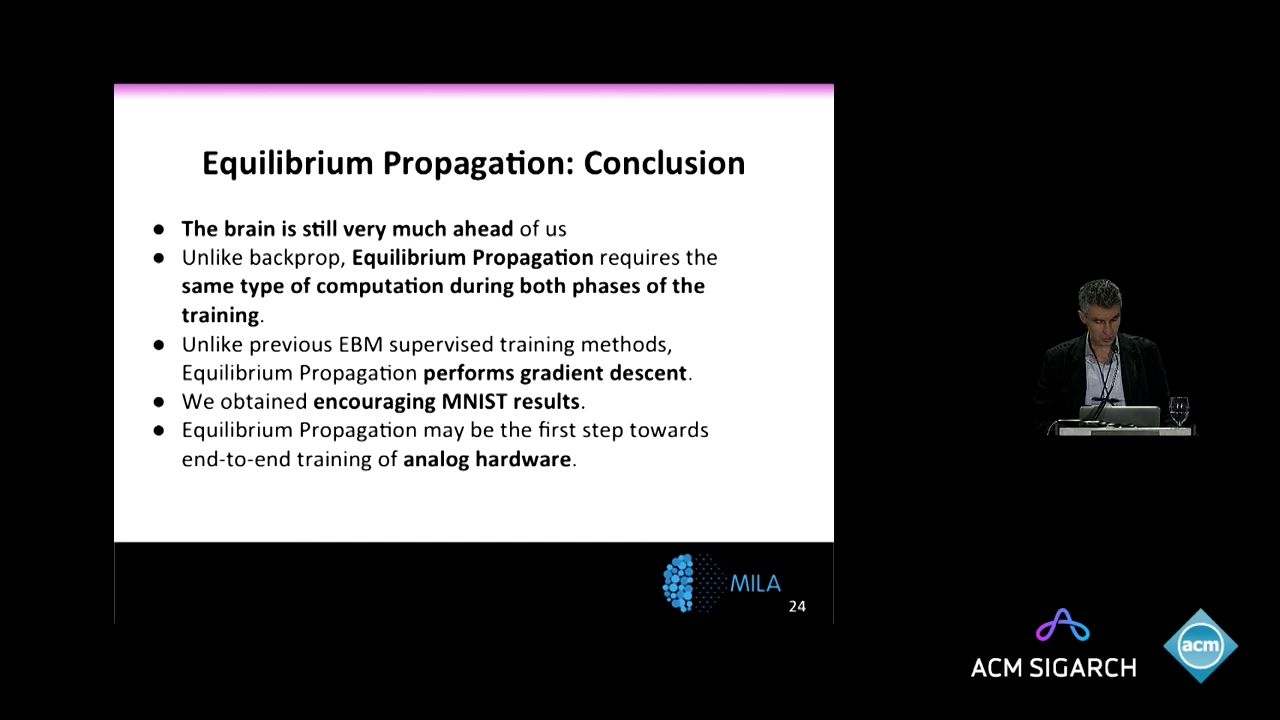 Equilibrium Propagation: Conclusion
● The brain is still very much ahead of us
● Unlike backprop, Equilibrium Propagation requires the
same type of computation during both phases of the
training.
● Unlike previous EBM supervised training methods,
Equilibrium Propagation performs gradient descent.
● We obtained encouraging MNIST results.
● Equilibrium Propagation may be the first step towards
end-to-end training of analog hardware.
MILA
24
ACM SIGARCH
acm